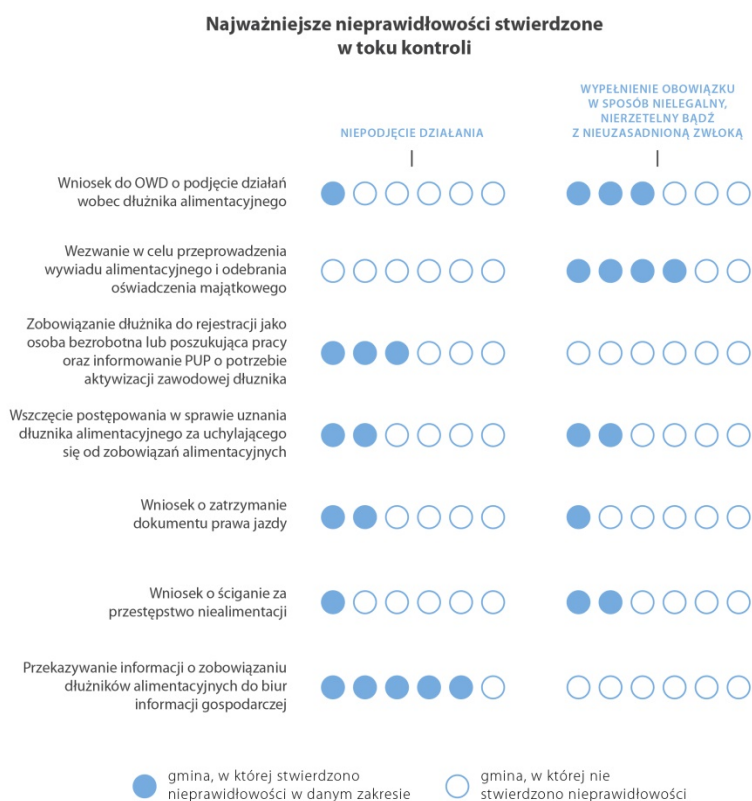 Najważniejsze nieprawidłowości stwierdzone
w toku kontroli
NIEPODJĘCIE DZIAŁANIA
WYPEŁNIENIE OBOWIĄZKU
W SPOSÓB NIELEGALNY,
NIERZETELNY BĄDŹ
Z NIEUZASADNIONĄ ZWŁOKĄ
Wniosek do OWD o podjęcie działań
wobec dłużnika alimentacyjnego
Wezwanie w celu przeprowadzenia
wywiadu alimentacyjnego i odebrania
oświadczenia majątkowego
Zobowiązanie dłużnika do rejestracji jako
osoba bezrobotna lub poszukująca pracy
oraz informowanie PUP o potrzebie
aktywizacji zawodowej dłuznika
Wszczęcie postępowania w sprawie uznania
dłuznika alimentacyjnego za uchylającego
się od zobowiązań alimentacyjnych
Wniosek o zatrzymanie
dokumentu prawa jazdy
Wniosek o ściganie za
przestępstwo niealimentacji
Przekazywanie informacji o zobowiązaniu
dłużników alimentacyjnych do biur
informacji gospodarczej
gmina, w której stwierdzono
nieprawidłowości w danym zakresie
gmina, w której nie
stwierdzono nieprawidłowości